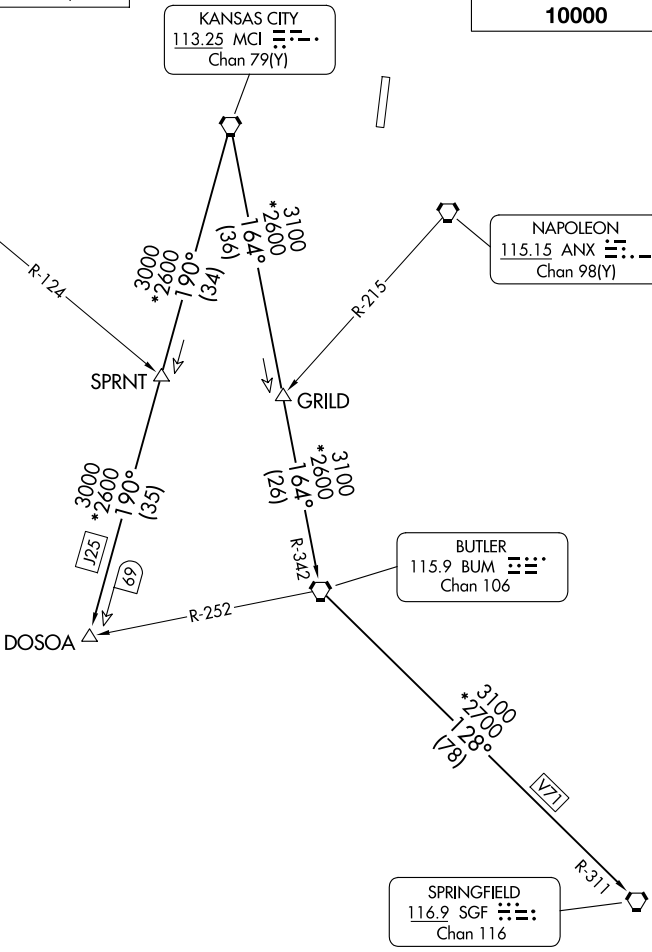 10000
KANSAS CITY
113.25 MCI
Chan 79(Y)
NAPOLEON
115.15 ANX
Chan 98(Y)
3000
*2600
190°
(34)
3100
*2600
164°
(36)
R-124
R-215
SPRNT
GRILD
3000
*2600
190°
(35)
3100
*2600
164°
(26)
J25
69
R-342
BUTLER
115.9 BUM
Chan 106
R-252
DOSOA
3100
*2700
128°
(78)
V71
R-311
SPRINGFIELD
116.9 SGF
Chan 116